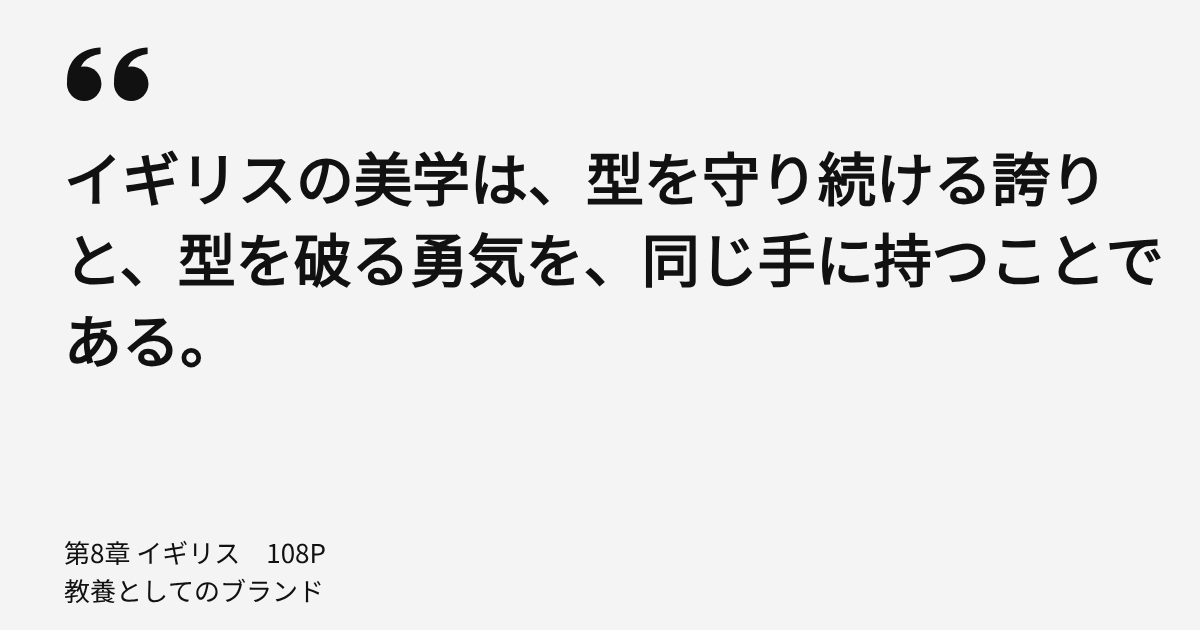 “
イギリスの美学は、型を守り続ける誇り
と、型を破る勇気を、同じ手に持つことで
ある。
第8章 イギリス　108P
教養としてのブランド